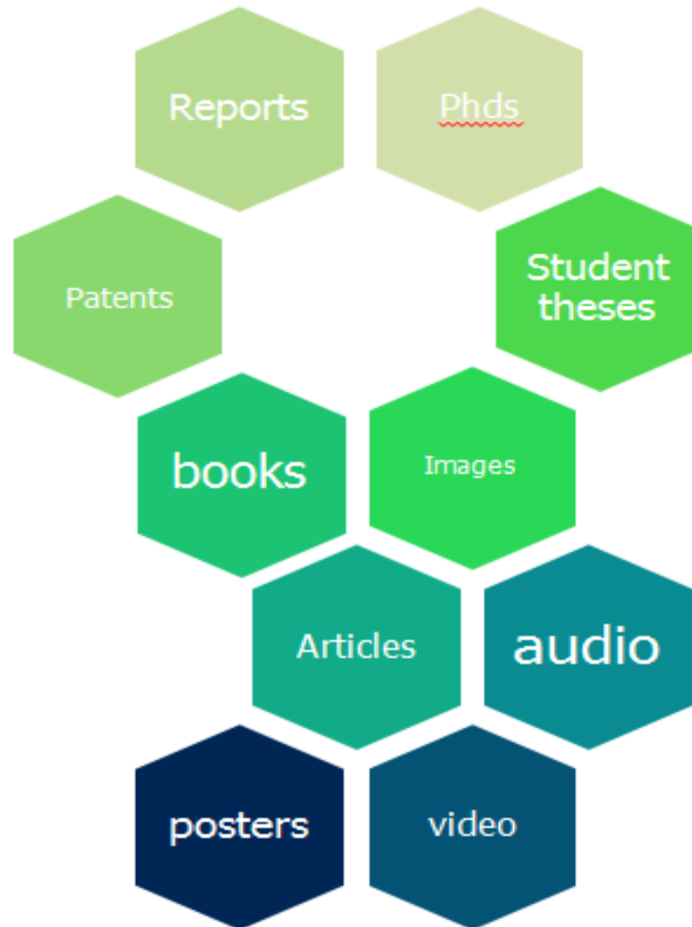 Reports
Phds
Patents
Student
theses
books
Images
Articles
audio
posters
video